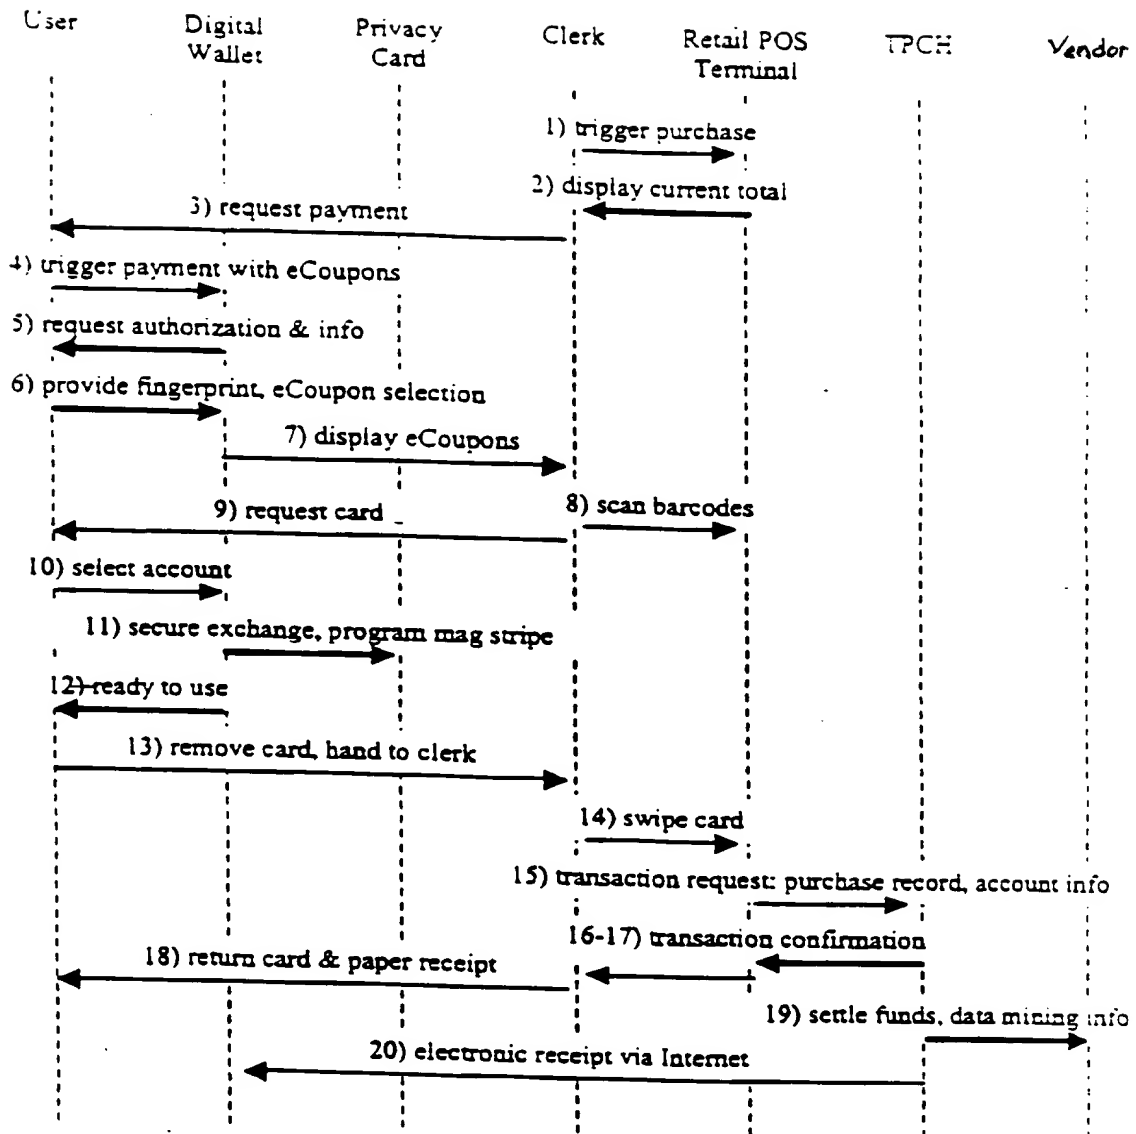 User
Digital
Wallet
Privacy
Card
Clerk
Retail POS
Terminal
TPCH
Vendor
1) trigger purchase
2) display current total
3) request payment
4) trigger payment with eCoupons
5) request authorization & info
6) provide fingerprint, eCoupon selection
7) display eCoupons
9) request card
8) scan barcodes
10) select account
11) secure exchange, program mag stripe
12) ready to use
13) remove card, hand to clerk
14) swipe card
15) transaction request: purchase record, account info
16-17) transaction confirmation
18) return card & paper receipt
19) settle funds, data mining info
20) electronic receipt via Internet